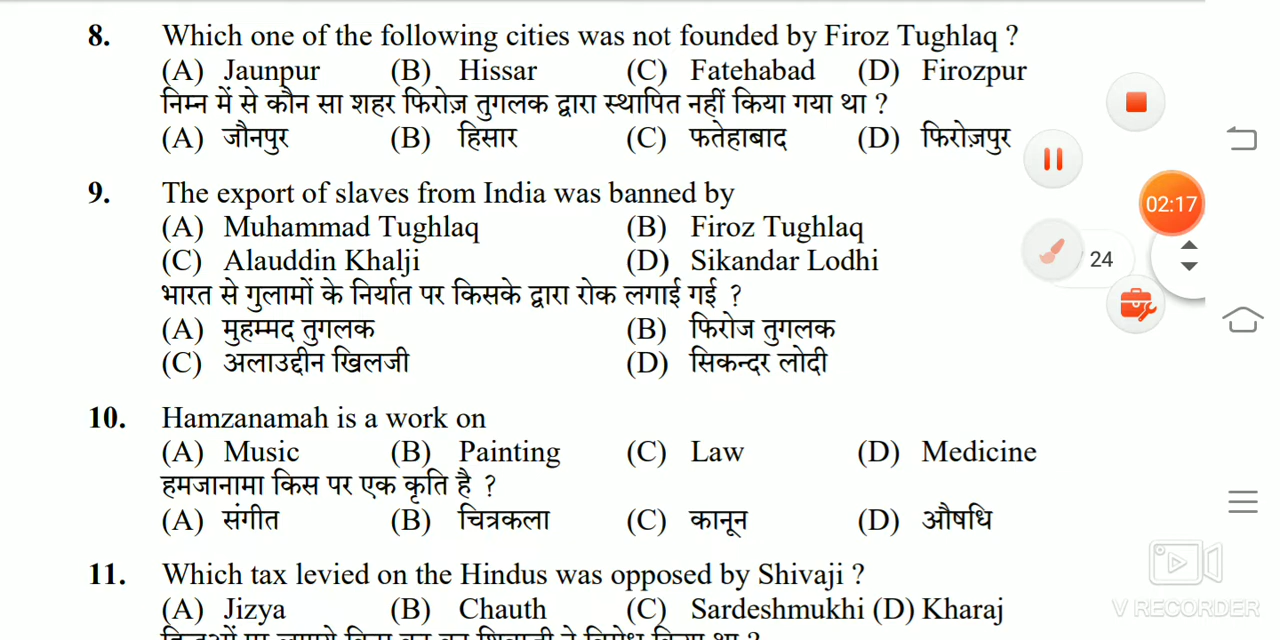 8. Which one of the following cities was not founded by Firoz Tughlaq ?
(A) Jaunpur (B) Hissar (C) Fatehabad (D) Firozpur
निम्न में से कौन सा शहर फिरोज़ तुगलक द्वारा स्थापित नहीं किया गया था ?
(A) जौनपुर (B) हिसार (C) फतेहाबाद (D) फिरोज़पुर
9. The export of slaves from India was banned by
(A) Muhammad Tughlaq (B) Firoz Tughlaq
(C) Alauddin Khalji (D) Sikandar Lodhi
भारत से गुलामों के निर्यात पर किसके द्वारा रोक लगाई गई ?
(A) मुहम्मद तुगलक (B) फिरोज तुगलक
(C) अलाउद्दीन खिलजी (D) सिकन्दर लोदी
10. Hamzanamah is a work on
(A) Music (B) Painting (C) Law (D) Medicine
हमजानामा किस पर एक कृति है ?
(A) संगीत (B) चित्रकला (C) कानून (D) औषधि
11. Which tax levied on the Hindus was opposed by Shivaji ?
(A) Jizya (B) Chauth (C) Sardeshmukhi (D) Kharaj
02:17
24
V RECORDER